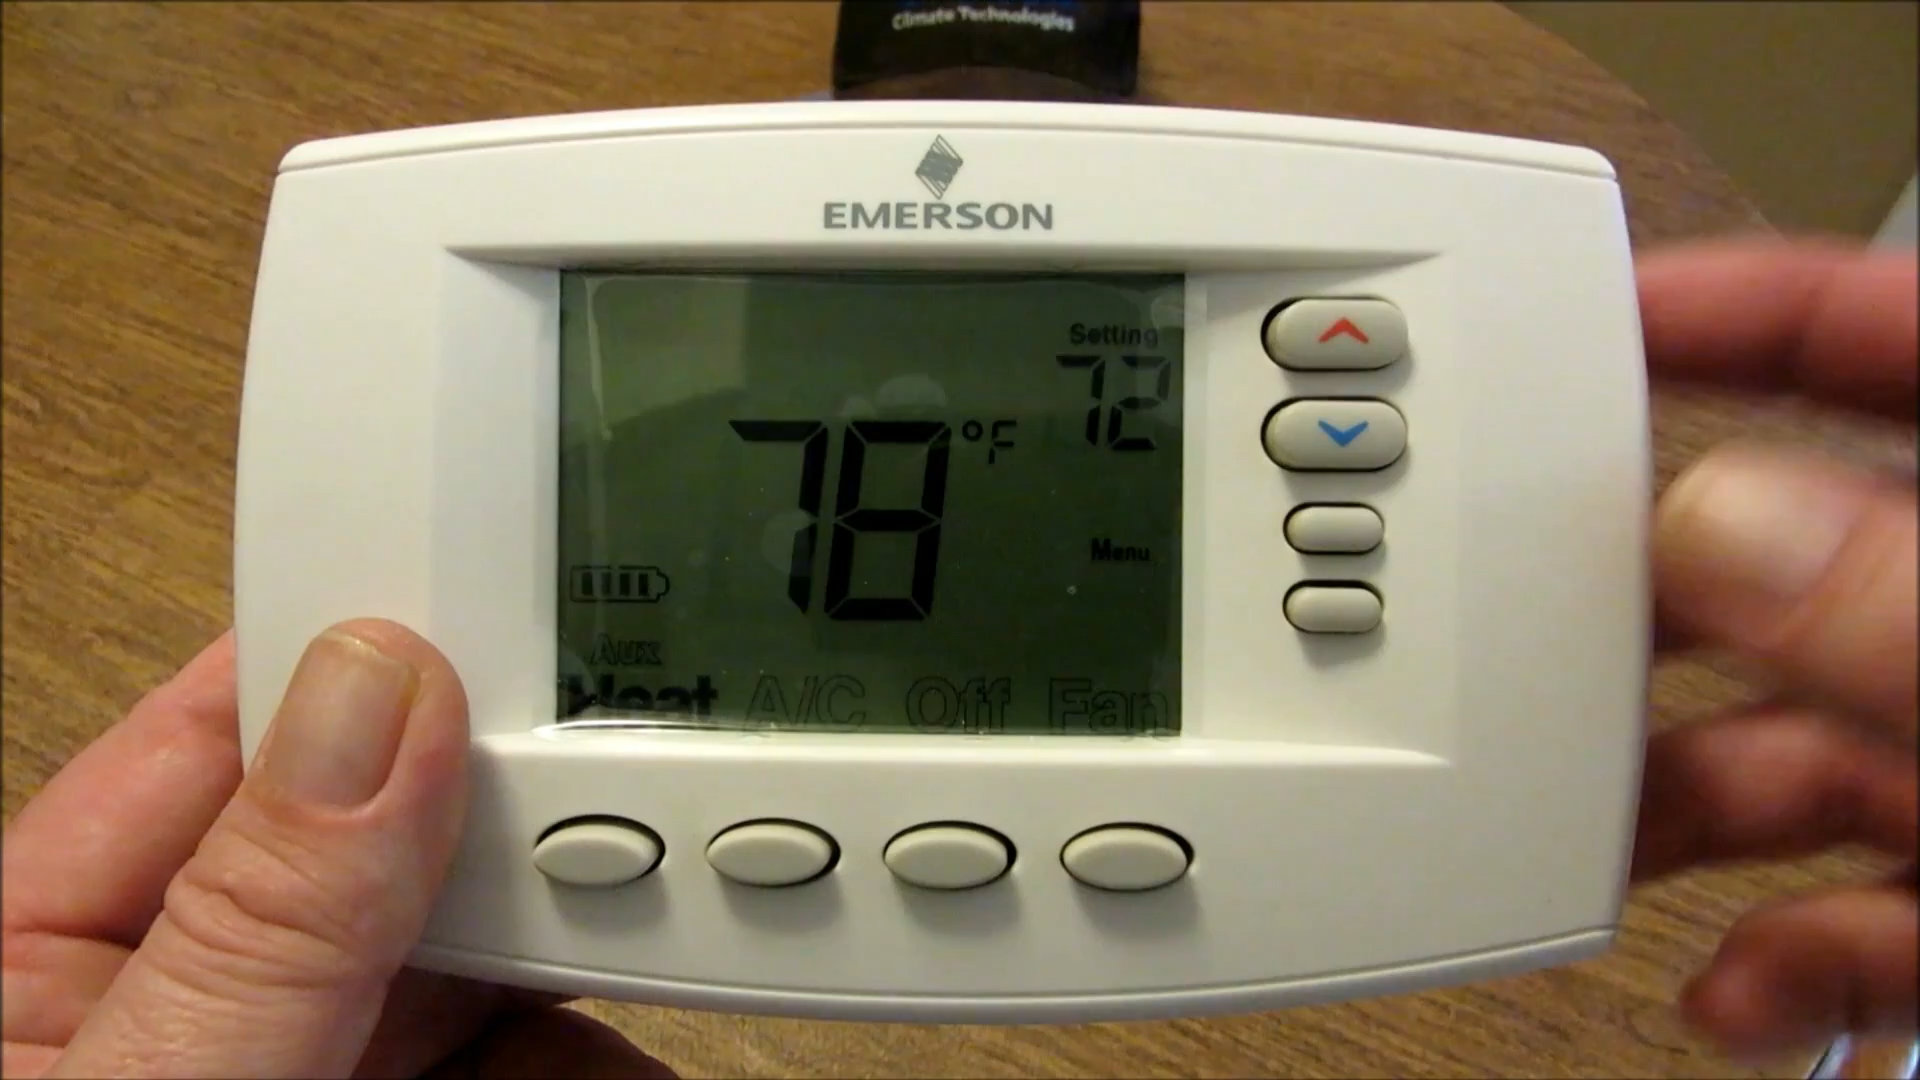 Climate Technologies
EMERSON
Setting
72
78 °F
Menu
Aux
Heat A/C Off Fan